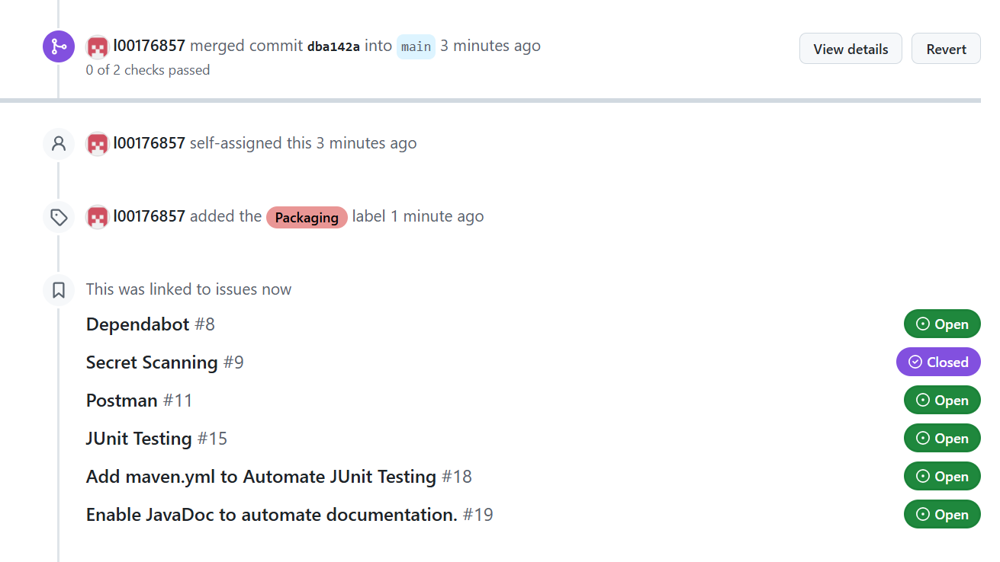 l00176857 merged commit dba142a into main 3 minutes ago
View details
Revert
0 of 2 checks passed
l00176857 self-assigned this 3 minutes ago
l00176857 added the Packaging label 1 minute ago
This was linked to issues now
Dependabot #8
Open
Secret Scanning #9
Closed
Postman #11
Open
JUnit Testing #15
Open
Add maven.yml to Automate JUnit Testing #18
Open
Enable JavaDoc to automate documentation. #19
Open